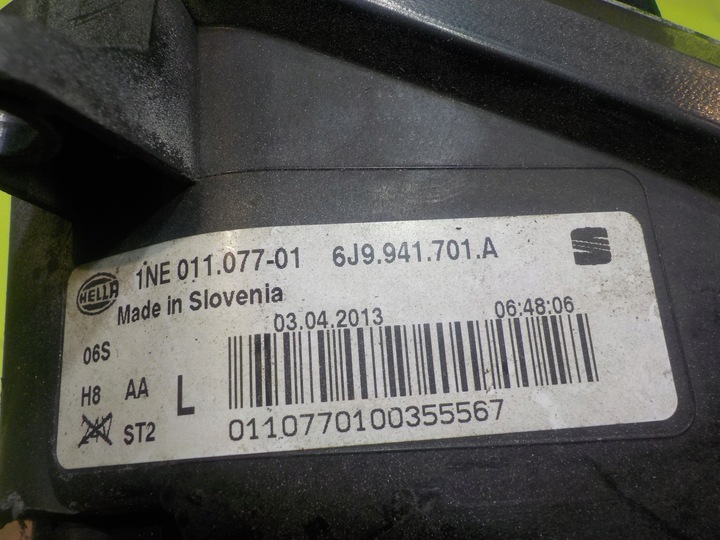 HELLA 1NE 011.077-01 6J9.941.701.A S
Made in Slovenia
03.04.2013 06:48:06
06S
H8 AA L
24V ST2
0110770100355567